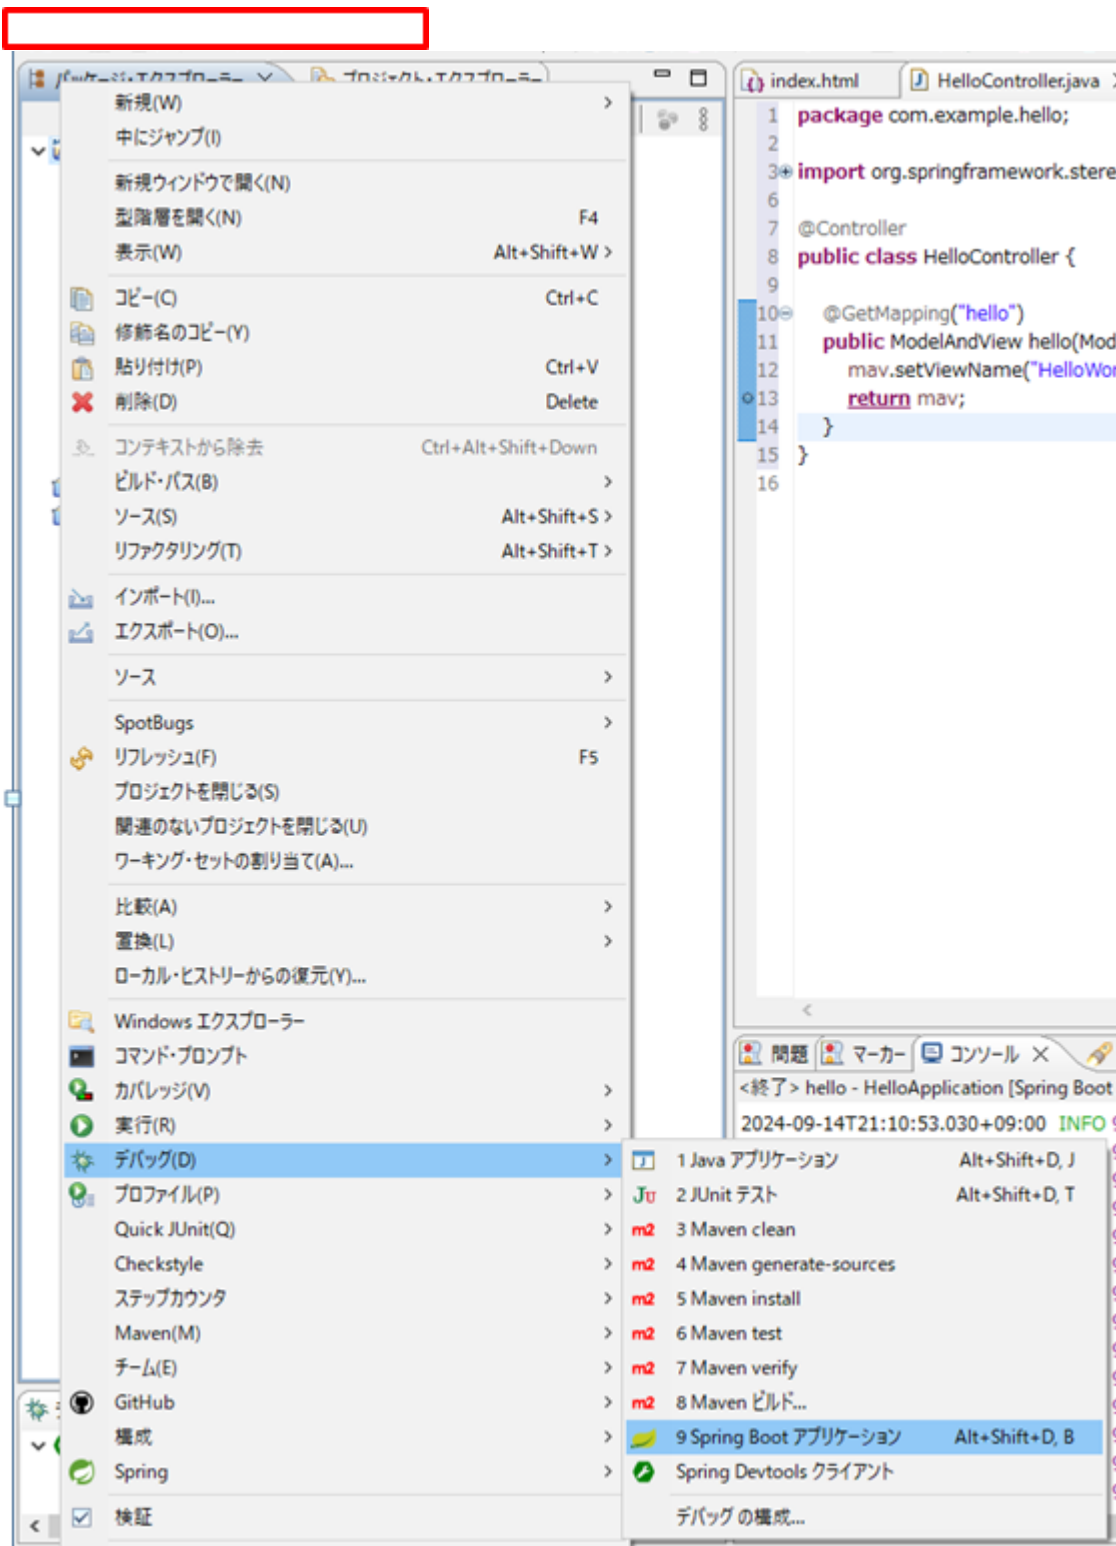 パッケージ・エクスプローラー
プロジェクト・エクスプローラー
新規(W)
中にジャンプ(I)
新規ウィンドウで開く(N)
型階層を開く(N) F4
表示(W) Alt+Shift+W >
コピー(C) Ctrl+C
修飾名のコピー(Y)
貼り付け(P) Ctrl+V
削除(D) Delete
コンテキストから除去 Ctrl+Alt+Shift+Down
ビルド・パス(B) >
ソース(S) Alt+Shift+S >
リファクタリング(T) Alt+Shift+T >
インポート(I)...
エクスポート(O)...
ソース >
SpotBugs >
リフレッシュ(F) F5
プロジェクトを閉じる(S)
関連のないプロジェクトを閉じる(U)
ワーキング・セットの割り当て(A)...
比較(A) >
置換(L) >
ローカル・ヒストリーからの復元(Y)...
Windows エクスプローラー
コマンド・プロンプト
カバレッジ(V) >
実行(R) >
デバッグ(D) >
プロファイル(P) >
Quick JUnit(Q) >
Checkstyle >
ステップカウンタ >
Maven(M) >
チーム(E) >
GitHub >
構成 >
Spring >
検証
1 Java アプリケーション Alt+Shift+D, J
2 JUnit テスト Alt+Shift+D, T
m2 3 Maven clean
m2 4 Maven generate-sources
m2 5 Maven install
m2 6 Maven test
m2 7 Maven verify
m2 8 Maven ビルド...
9 Spring Boot アプリケーション Alt+Shift+D, B
Spring Devtools クライアント
デバッグ の構成...
index.html
HelloController.java
1 package com.example.hello;
2
3 import org.springframework.stere
6
7 @Controller
8 public class HelloController {
9
10 @GetMapping("hello")
11 public ModelAndView hello(Mod
12 mav.setViewName("HelloWor
13 return mav;
14 }
15 }
16
問題 マーカー コンソール
<終了> hello - HelloApplication [Spring Boot
2024-09-14T21:10:53.030+09:00 INFO